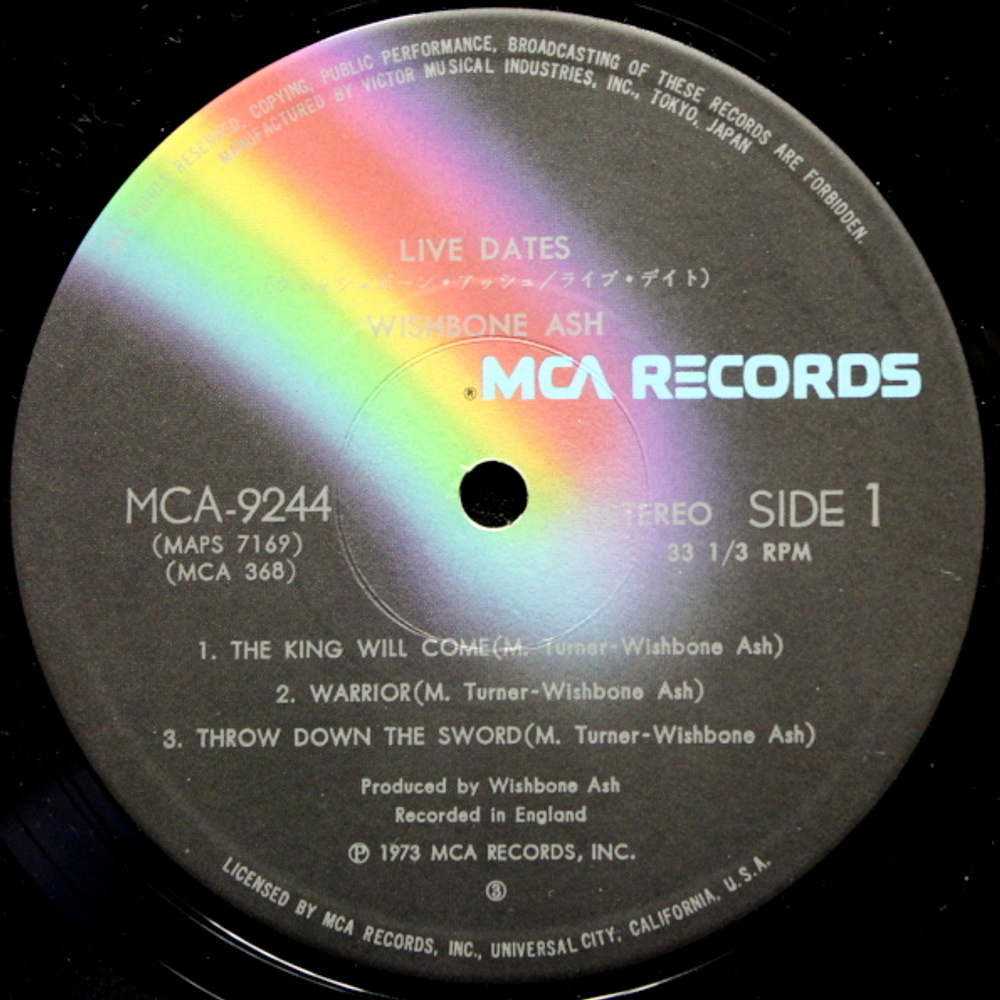 ALL RIGHTS RESERVED. COPYING, PUBLIC PERFORMANCE, BROADCASTING OF THESE RECORDS ARE FORBIDDEN.
MANUFACTURED BY VICTOR MUSICAL INDUSTRIES, INC., TOKYO, JAPAN
LIVE DATES
(ウィッシュボーン・アッシュ/ライブ・デイト)
WISHBONE ASH
® MCA RECORDS
MCA-9244
(MAPS 7169)
(MCA 368)
STEREO SIDE 1
33 1/3 RPM
1. THE KING WILL COME(M. Turner-Wishbone Ash)
2. WARRIOR(M. Turner-Wishbone Ash)
3. THROW DOWN THE SWORD(M. Turner-Wishbone Ash)
Produced by Wishbone Ash
Recorded in England
Ⓟ 1973 MCA RECORDS, INC.
③
LICENSED BY MCA RECORDS, INC., UNIVERSAL CITY, CALIFORNIA, U.S.A.